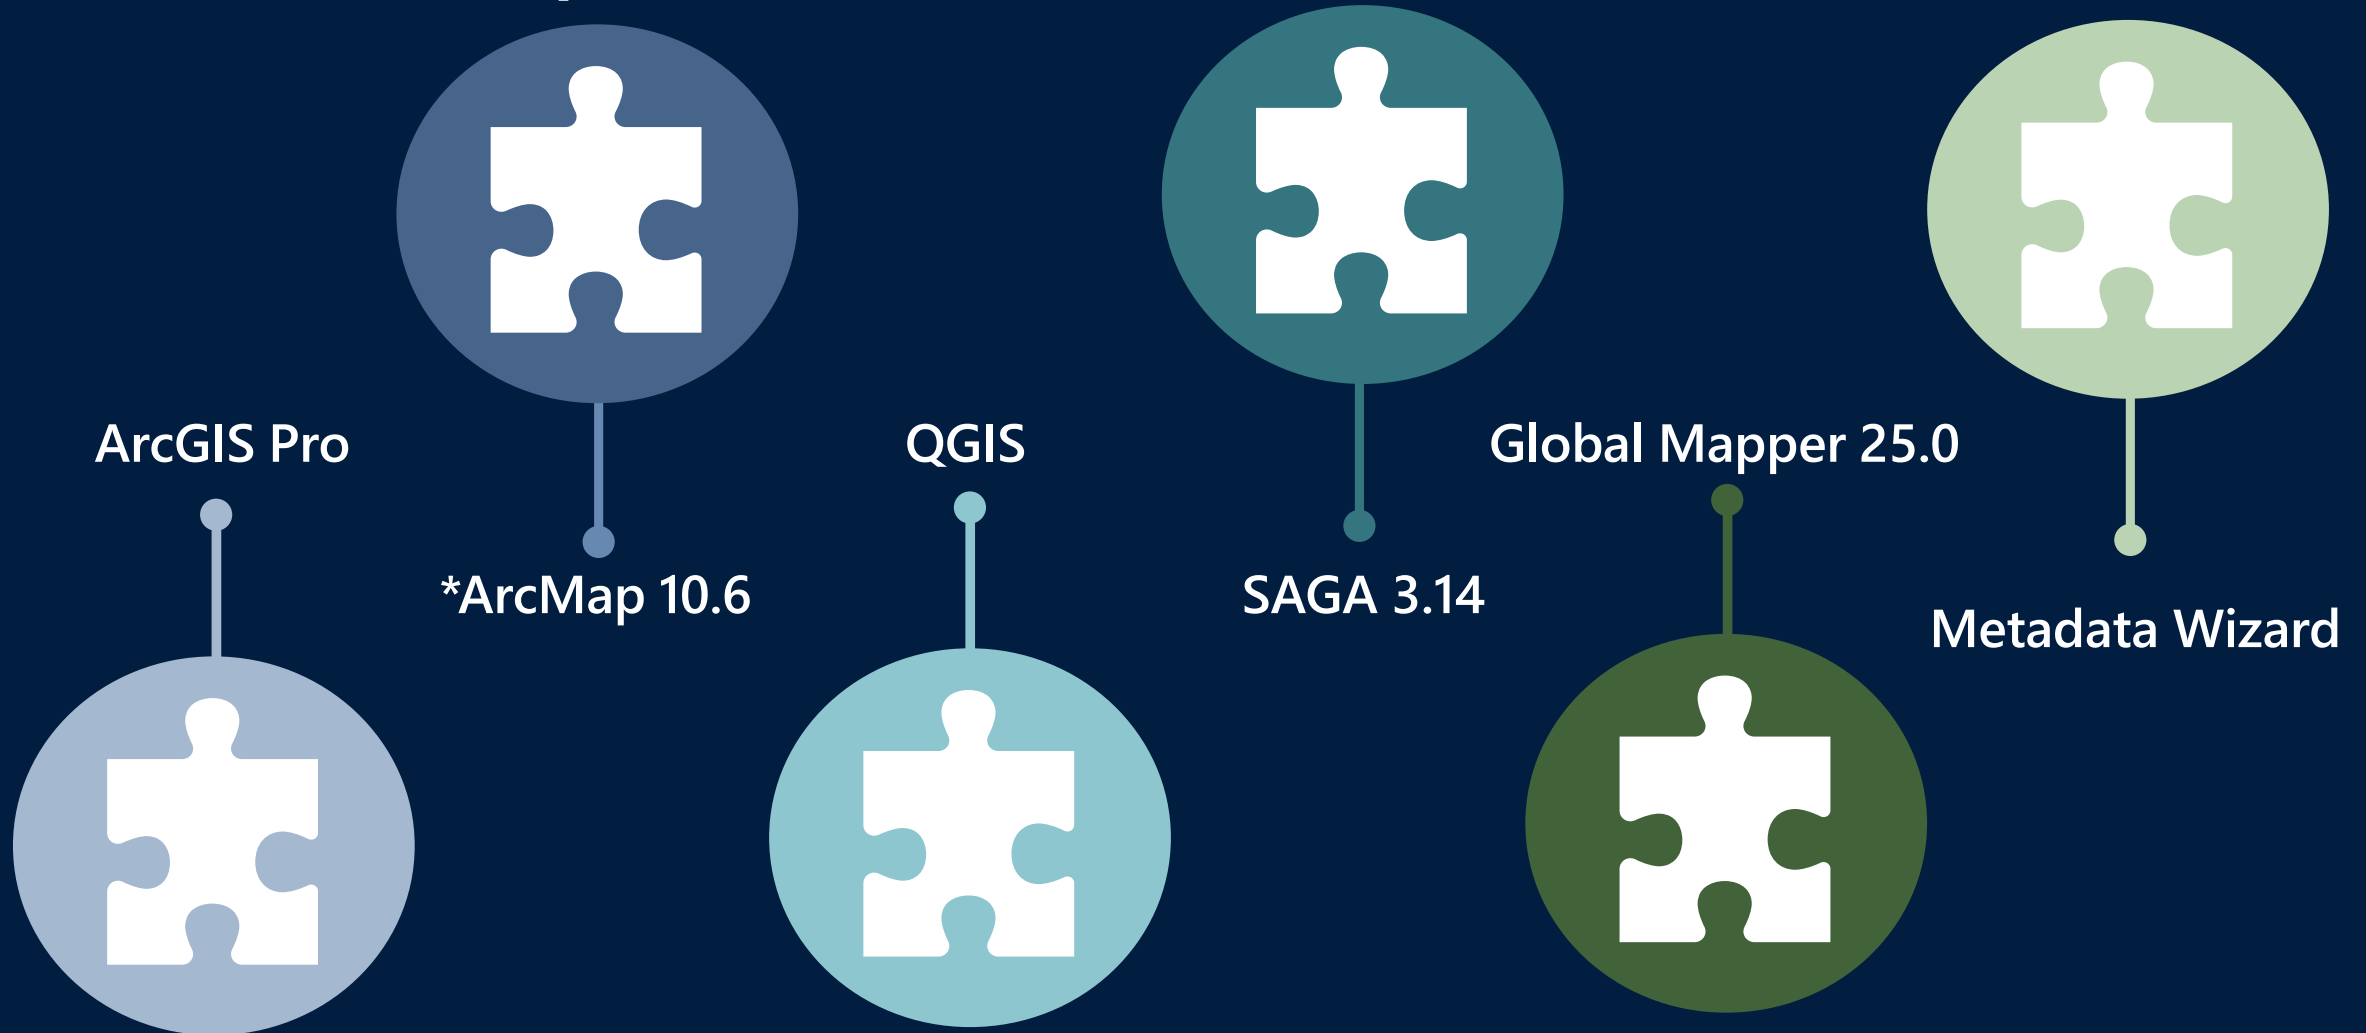 ArcGIS Pro
*ArcMap 10.6
QGIS
SAGA 3.14
Global Mapper 25.0
Metadata Wizard